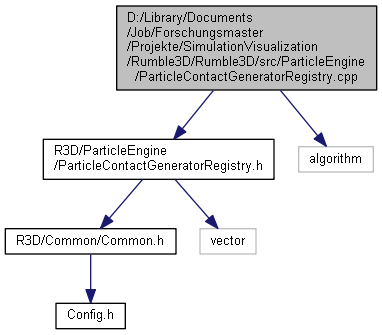 D:/Library/Documents
/Job/Forschungsmaster
/Projekte/SimulationVisualization
/Rumble3D/Rumble3D/src/ParticleEngine
/ParticleContactGeneratorRegistry.cpp
R3D/ParticleEngine
/ParticleContactGeneratorRegistry.h
algorithm
R3D/Common/Common.h
vector
Config.h